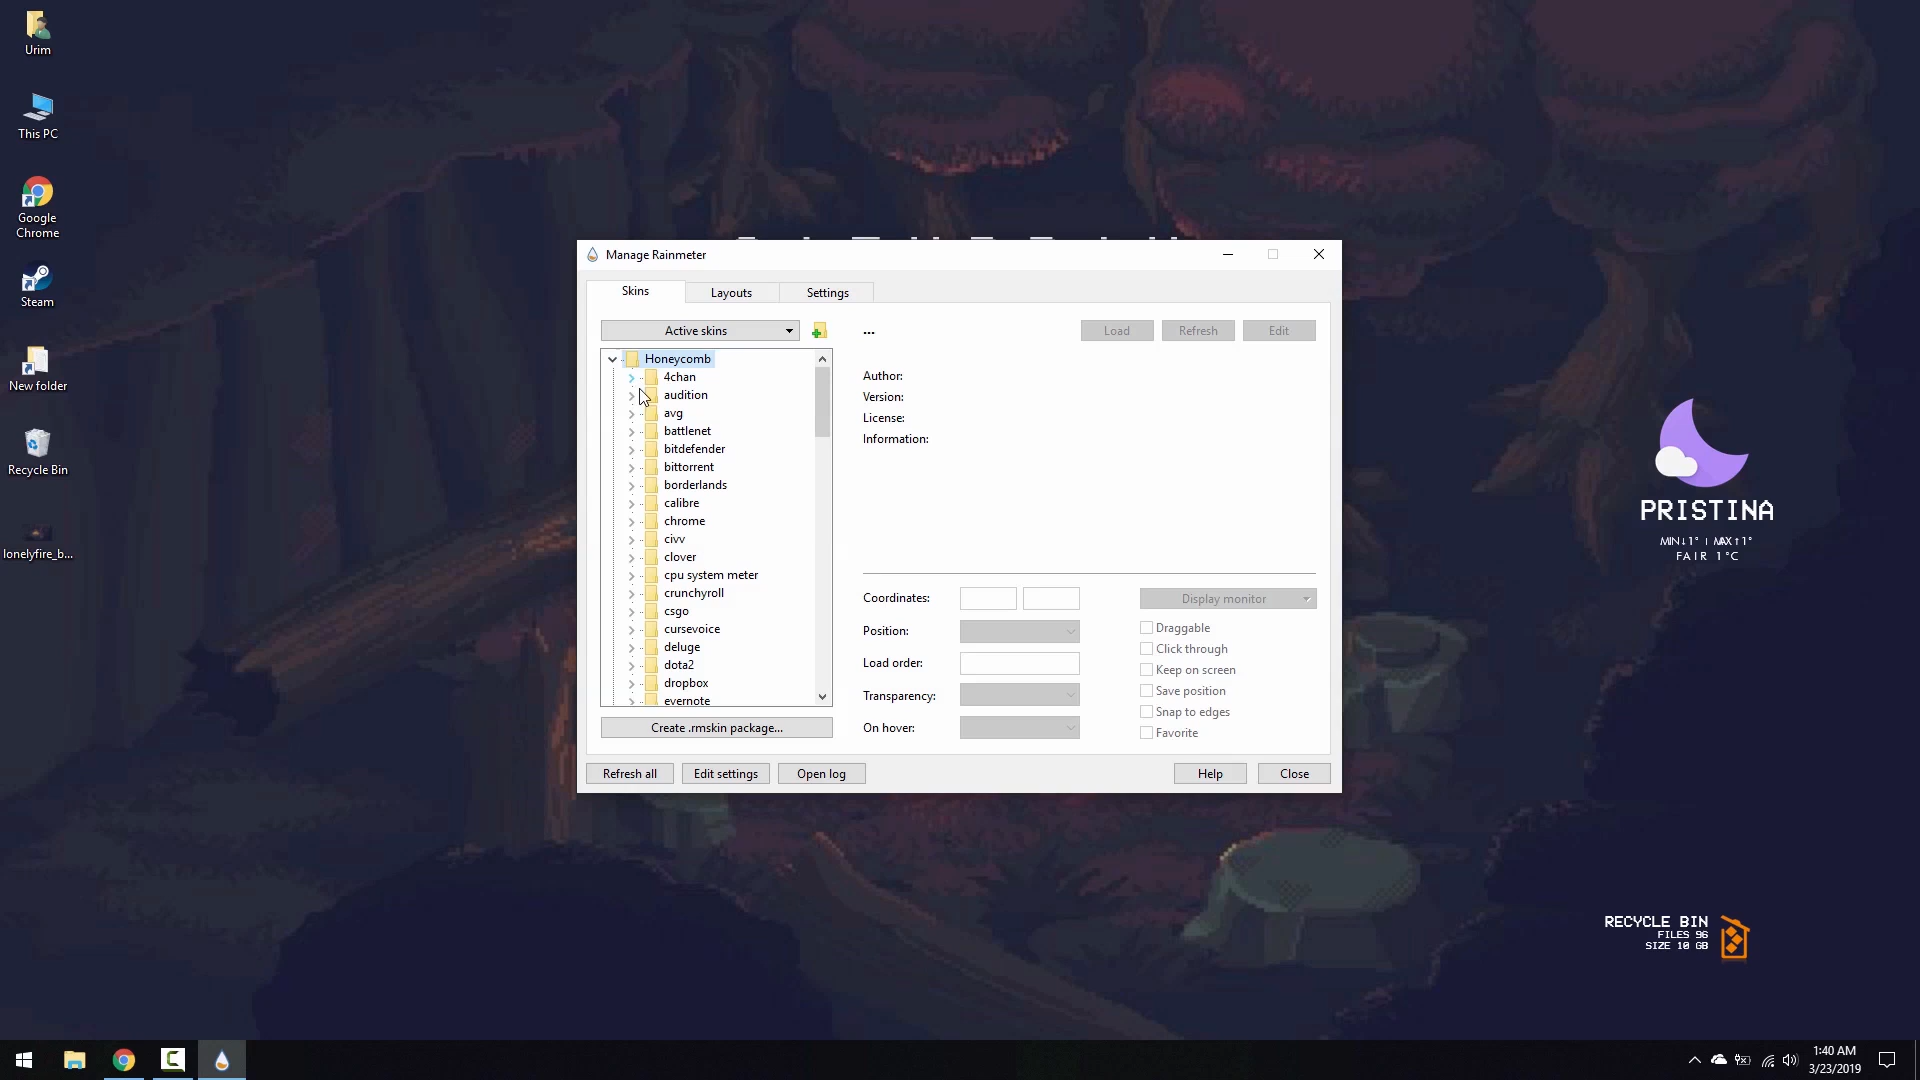 Urim
This PC
Google
Chrome
Steam
New folder
Recycle Bin
lonelyfire_b...
Manage Rainmeter
Skins
Layouts
Settings
Active skins
...
Load
Refresh
Edit
Honeycomb
4chan
audition
avg
battlenet
bitdefender
bittorrent
borderlands
calibre
chrome
civv
clover
cpu system meter
crunchyroll
csgo
cursevoice
deluge
dota2
dropbox
evernote
Author:
Version:
License:
Information:
Coordinates:
Position:
Load order:
Transparency:
On hover:
Display monitor
Draggable
Click through
Keep on screen
Save position
Snap to edges
Favorite
Create .rmskin package...
Refresh all
Edit settings
Open log
Help
Close
PRISTINA
MIN↓1° | MAX↑1°
FAIR 1°C
RECYCLE BIN
FILES 96
SIZE 10 GB
1:40 AM
3/23/2019